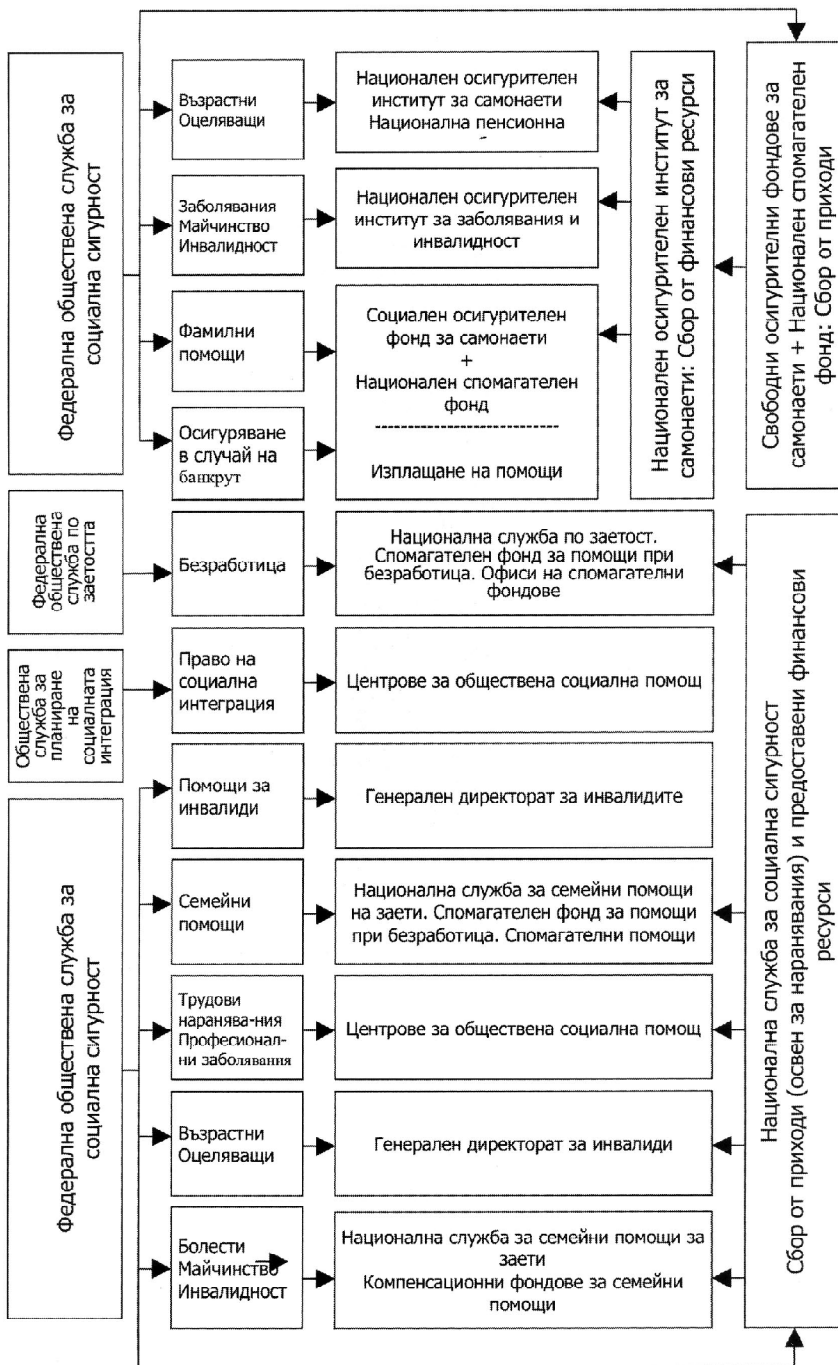 Федерална обществена служба за
социална сигурност
Възрастни
Оцеляващи
Национален осигурителен
институт за самонаети
Национална пенсионна
Заболявания
Майчинство
Инвалидност
Национален осигурителен
институт за заболявания и
инвалидност
Фамилни
помощи
Социален осигурителен
фонд за самонаети
+
Национален спомагателен
фонд
Осигуряване
в случай на
банкрут
Изплащане на помощи
Национален осигурителен институт за
самонаети: Сбор от финансови ресурси
Свободни осигурителни фондове за
самонаети + Национален спомагателен
фонд: Сбор от приходи
Федерална
обществена
служба по
заетостта
Безработица
Национална служба по заетост.
Спомагателен фонд за помощи при
безработица. Офиси на спомагателни
фондове
Обществена
служба за
планиране
на
социалната
интеграция
Право на
социална
интеграция
Центрове за обществена социална помощ
Федерална обществена служба за
социална сигурност
Помощи за
инвалиди
Генерален директорат за инвалидите
Семейни
помощи
Национална служба за семейни помощи
на заети. Спомагателен фонд за помощи
при безработица. Спомагателни помощи
Трудови
наранява-ния
Професионал-
ни заболявания
Центрове за обществена социална помощ
Възрастни
Оцеляващи
Генерален директорат за инвалиди
Болести
Майчинство
Инвалидност
Национална служба за семейни помощи за
заети
Компенсационни фондове за семейни
помощи
Национална служба за социална сигурност
Сбор от приходи (освен за наранявания) и предоставени финансови
ресурси